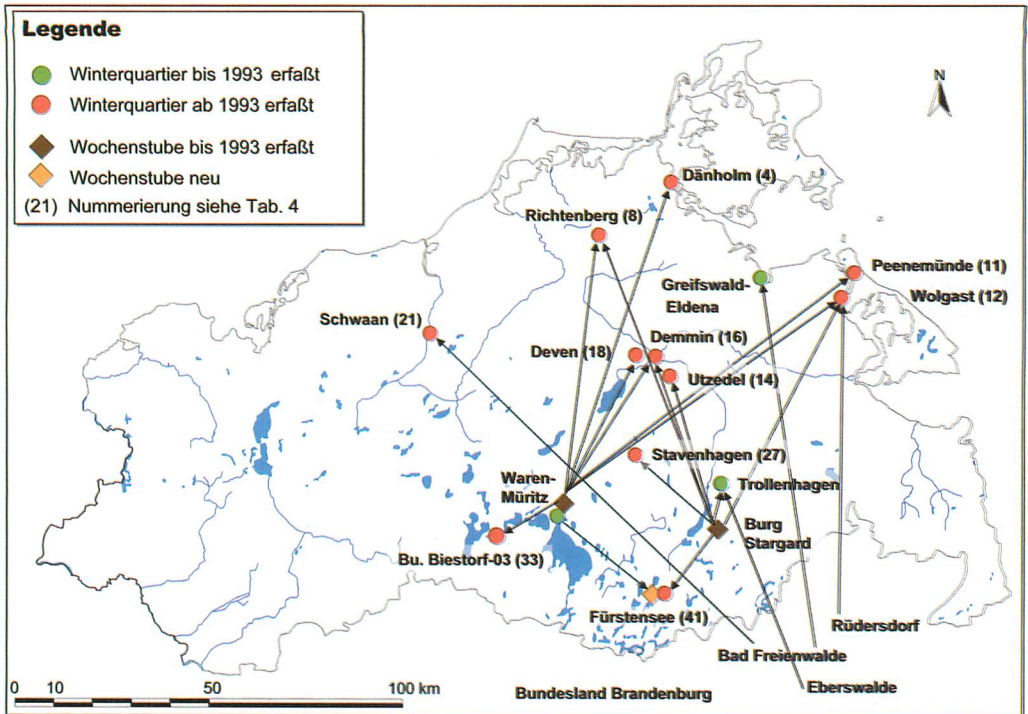 Legende
Winterquartier bis 1993 erfaßt
Winterquartier ab 1993 erfaßt
Wochenstube bis 1993 erfaßt
Wochenstube neu
(21) Nummerierung siehe Tab. 4
N
Dänholm (4)
Richtenberg (8)
Peenemünde (11)
Greifswald-
Eldena
Wolgast (12)
Schwaan (21)
Demmin (16)
Deven (18)
Utzedel (14)
Stavenhagen (27)
Waren-
Müritz
Trollenhagen
Burg
Stargard
Bu. Biestorf-03 (33)
Fürstensee (41)
Rüdersdorf
Bad Freienwalde
Eberswalde
Bundesland Brandenburg
0 10 50 100 km